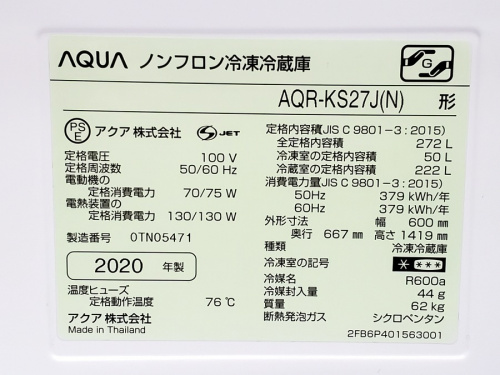 AQUA ノンフロン冷凍冷蔵庫
G
AQR-KS27J(N) 形
PS
E
アクア株式会社
S JET
定格電圧 100 V
定格周波数 50/60 Hz
電動機の
定格消費電力 70/75 W
電熱装置の
定格消費電力 130/130 W
製造番号 0TN05471
2020 年製
温度ヒューズ
定格動作温度 76℃
アクア株式会社
Made in Thailand
定格内容積(JIS C 9801-3:2015)
全定格内容積 272 L
冷凍室の定格内容積 50 L
冷蔵室の定格内容積 222 L
消費電力量(JIS C 9801-3:2015)
50Hz 379 kWh/年
60Hz 379 kWh/年
外形寸法 幅 600 mm
奥行 667 mm 高さ 1419 mm
種類 冷凍冷蔵庫
冷凍室の記号 * ***
冷媒名 R600a
冷媒封入量 44 g
質量 62 kg
断熱発泡ガス シクロペンタン
2FB6P401563001